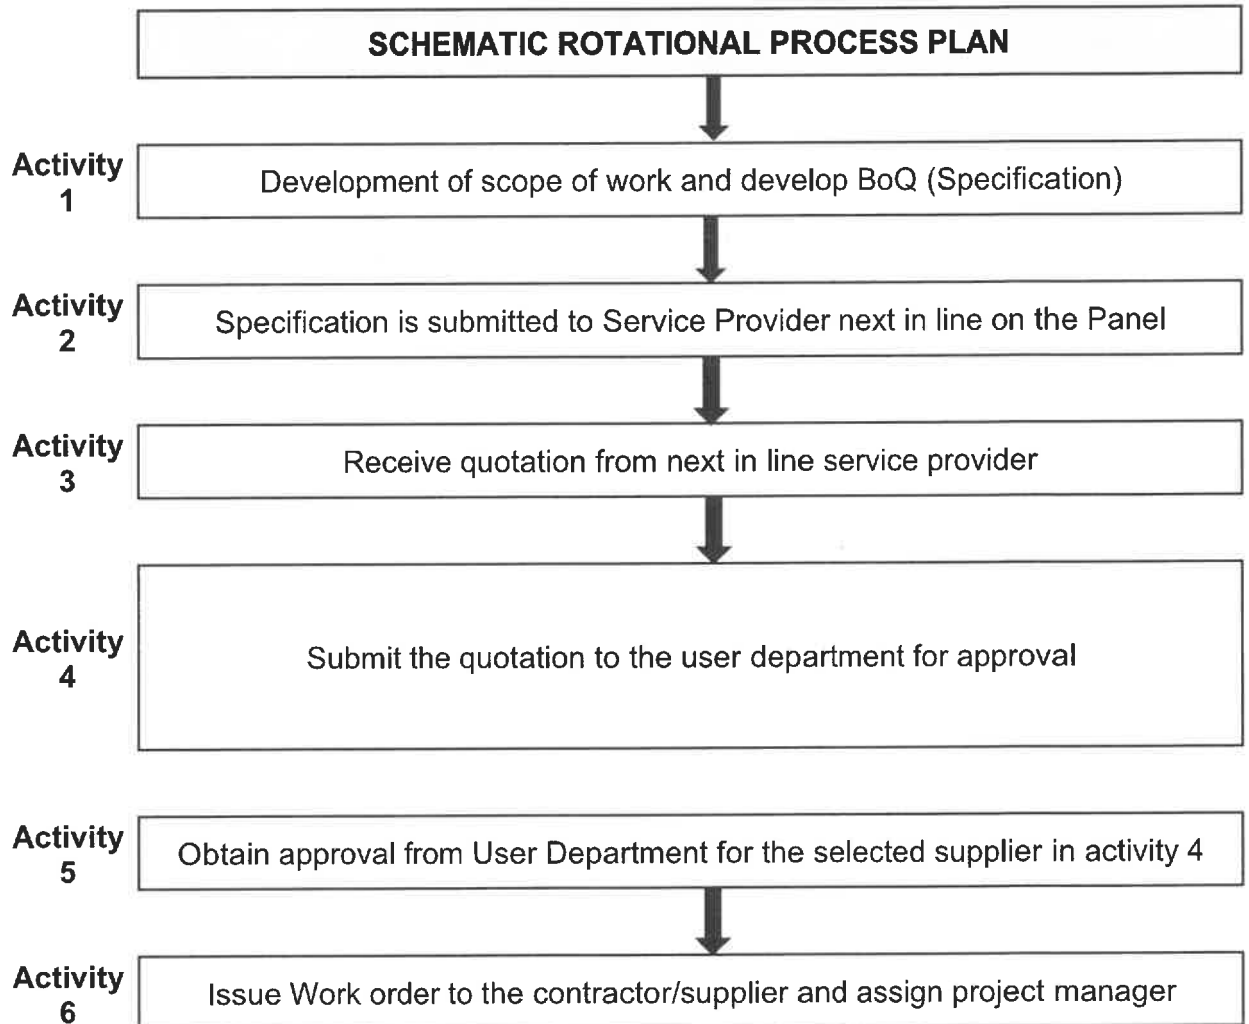 SCHEMATIC ROTATIONAL PROCESS PLAN
Activity
1
Development of scope of work and develop BoQ (Specification)
Activity
2
Specification is submitted to Service Provider next in line on the Panel
Activity
3
Receive quotation from next in line service provider
Activity
4
Submit the quotation to the user department for approval
Activity
5
Obtain approval from User Department for the selected supplier in activity 4
Activity
6
Issue Work order to the contractor/supplier and assign project manager